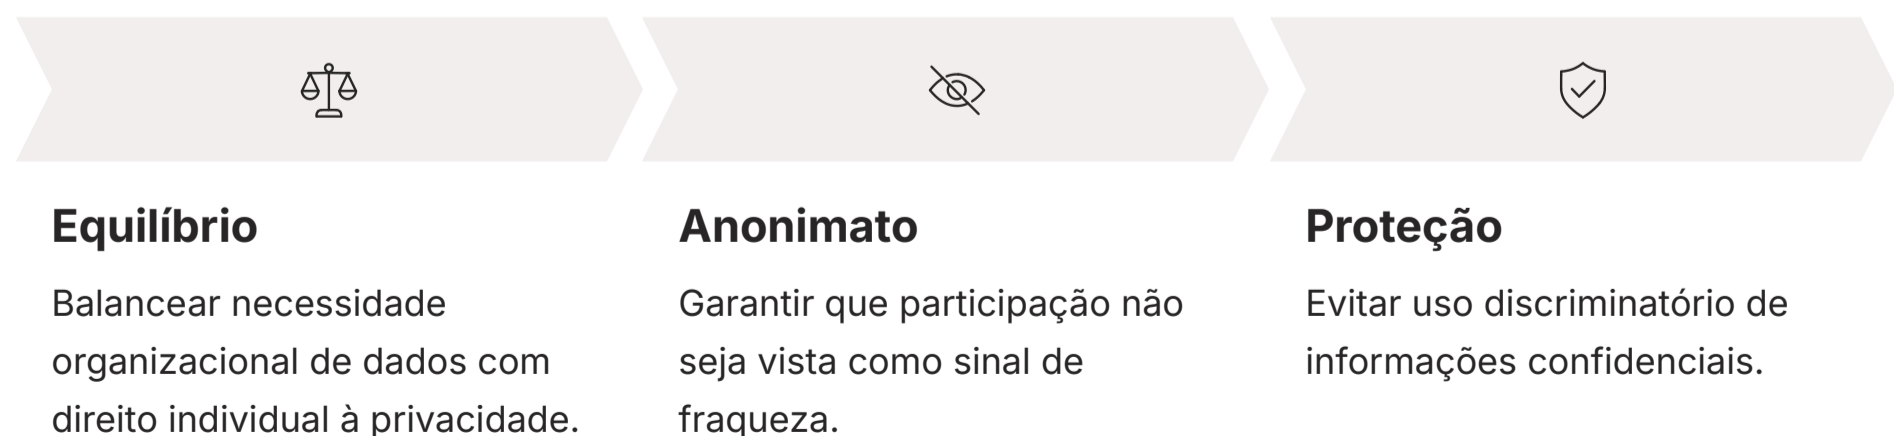 Equilíbrio
Balancear necessidade
organizacional de dados com
direito individual à privacidade.
Anonimato
Garantir que participação não
seja vista como sinal de
fraqueza.
Proteção
Evitar uso discriminatório de
informações confidenciais.